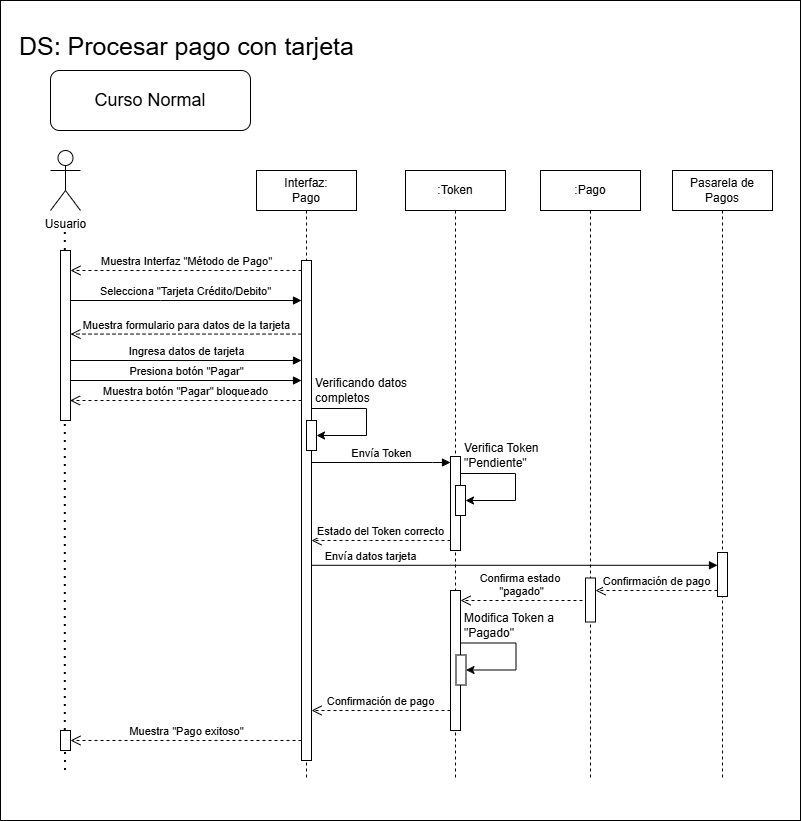 DS: Procesar pago con tarjeta
Curso Normal
Usuario
Interfaz:
Pago
:Token
:Pago
Pasarela de
Pagos
Muestra Interfaz "Método de Pago"
Selecciona "Tarjeta Crédito/Debito"
Muestra formulario para datos de la tarjeta
Ingresa datos de tarjeta
Presiona botón "Pagar"
Muestra botón "Pagar" bloqueado
Verificando datos
completos
Envía Token
Verifica Token
"Pendiente"
Estado del Token correcto
Envía datos tarjeta
Confirmación de pago
Confirma estado
"pagado"
Modifica Token a
"Pagado"
Confirmación de pago
Muestra "Pago exitoso"